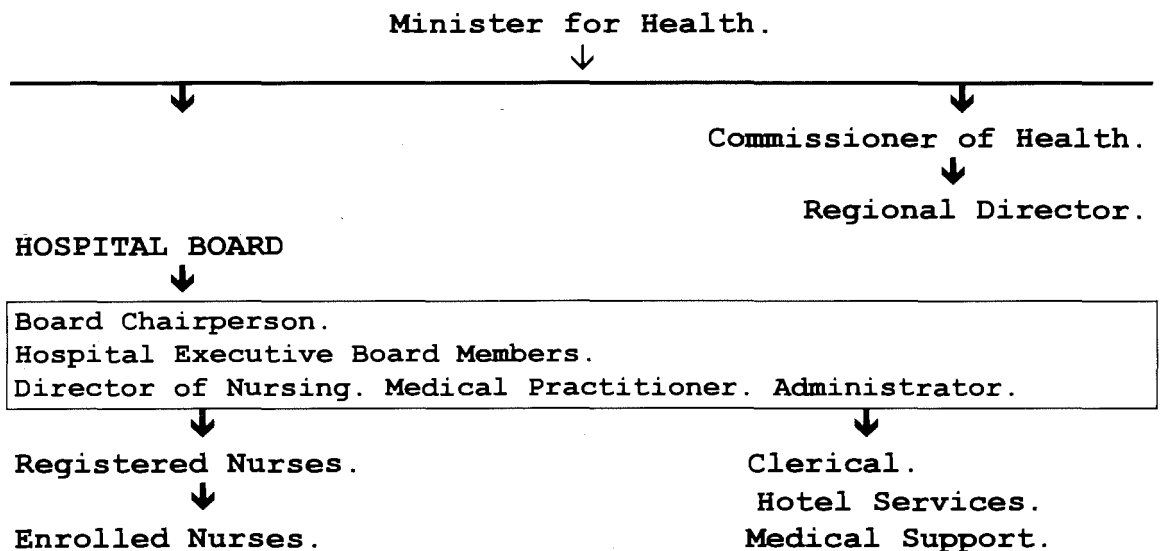 Minister for Health.
Commissioner of Health.
Regional Director.
HOSPITAL BOARD
Board Chairperson.
Hospital Executive Board Members.
Director of Nursing. Medical Practitioner. Administrator.
Registered Nurses.
Clerical.
Hotel Services.
Enrolled Nurses.
Medical Support.